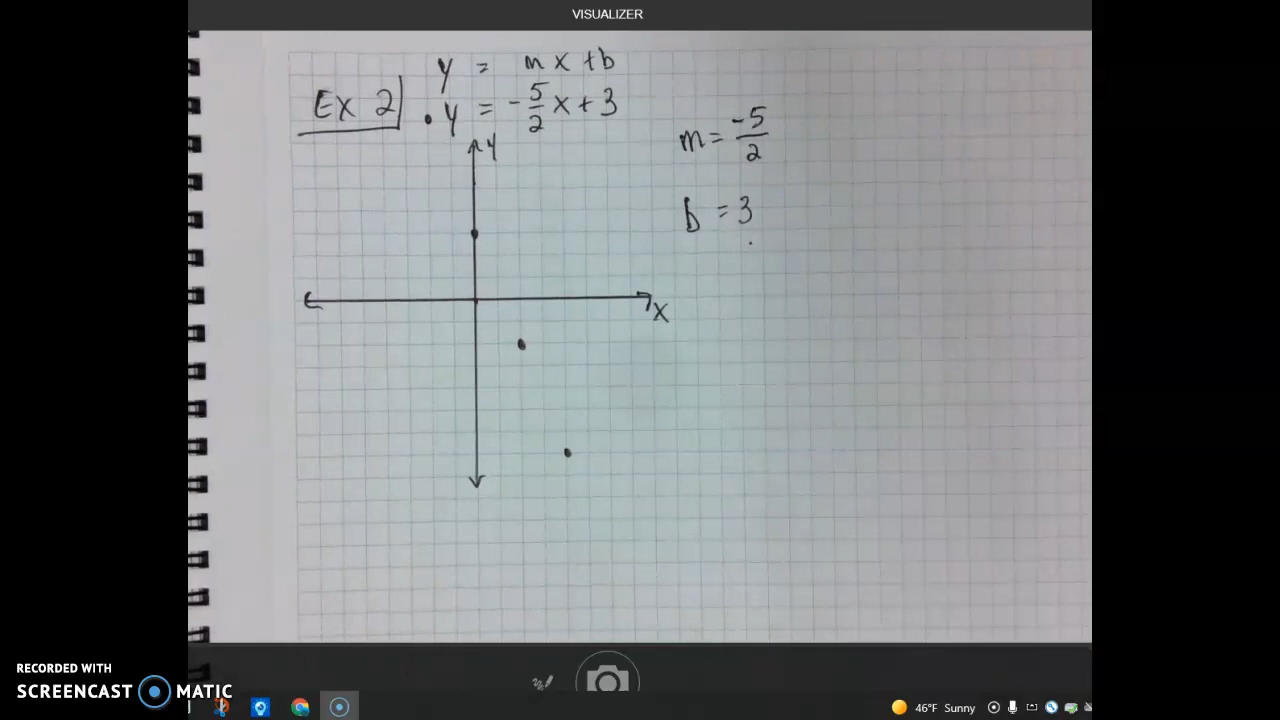 VISUALIZER
y = mx+b
Ex 2
y = -5/2 x + 3
m = -5/2
b = 3
y
x
RECORDED WITH
SCREENCAST MATIC
46°F Sunny